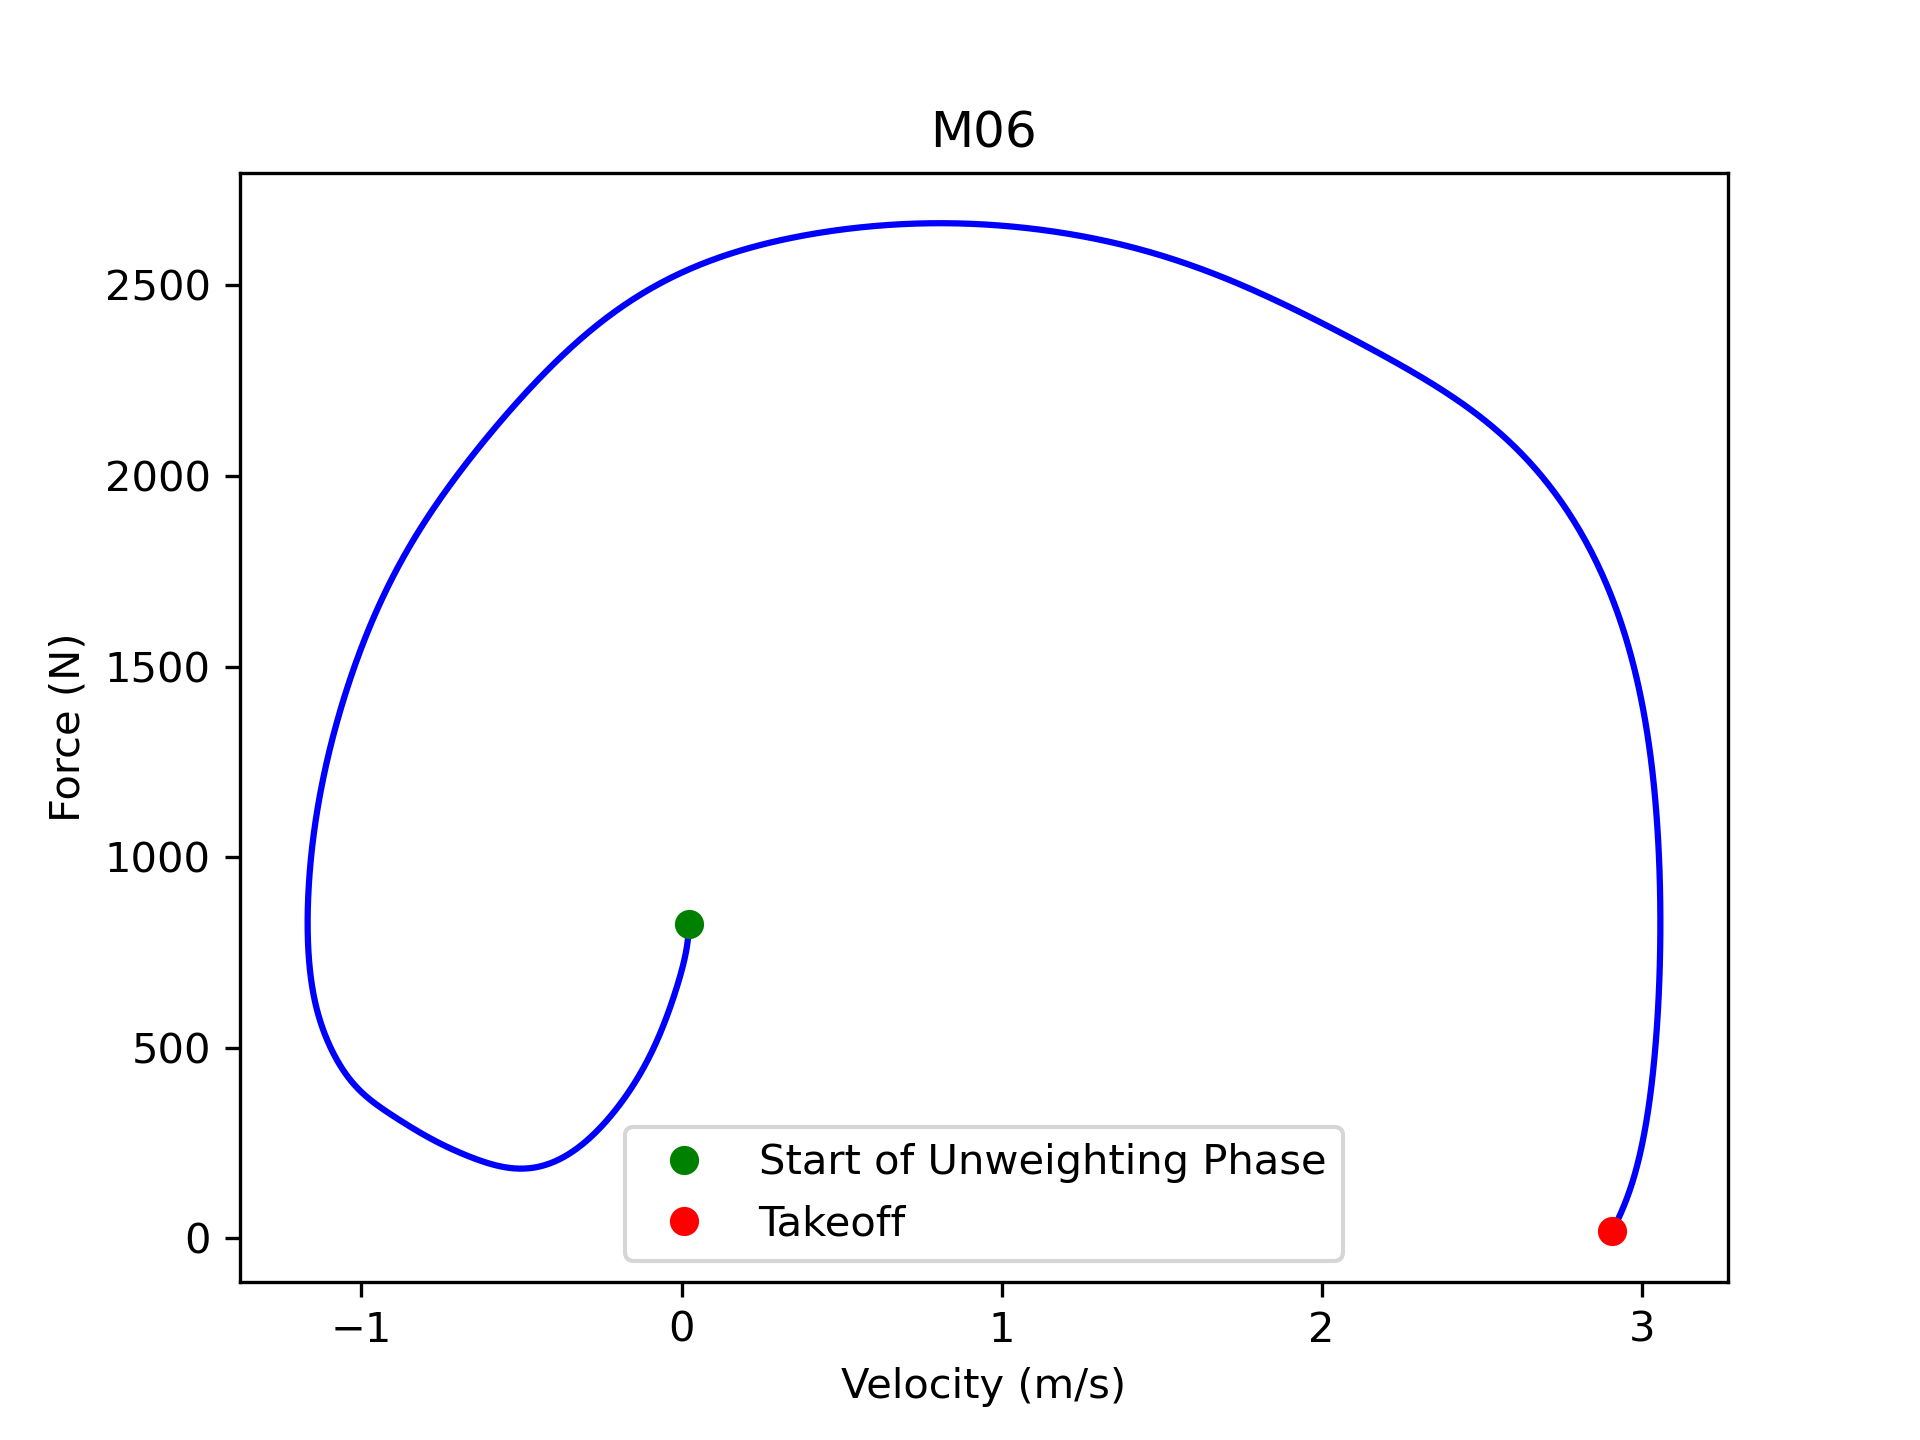 M06
Force (N)
2500
2000
1500
1000
500
0
Start of Unweighting Phase
Takeoff
−1 0 1 2 3
Velocity (m/s)